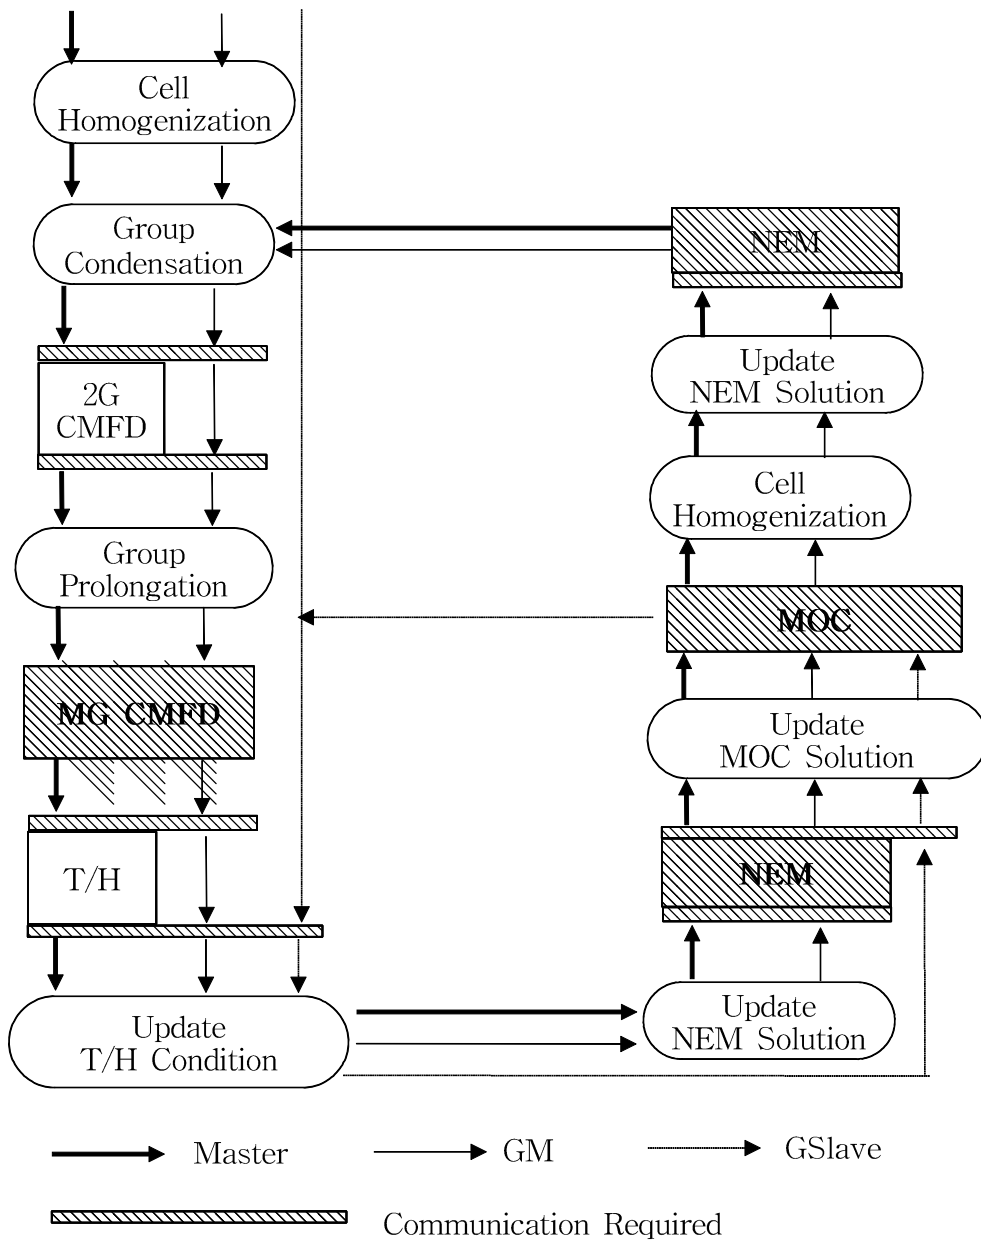 Cell
Homogenization
Group
Condensation
2G
CMFD
Group
Prolongation
MG CMFD
T/H
Update
T/H Condition
NEM
Update
NEM Solution
Cell
Homogenization
MOC
Update
MOC Solution
NEM
Update
NEM Solution
Master
GM
GSlave
Communication Required